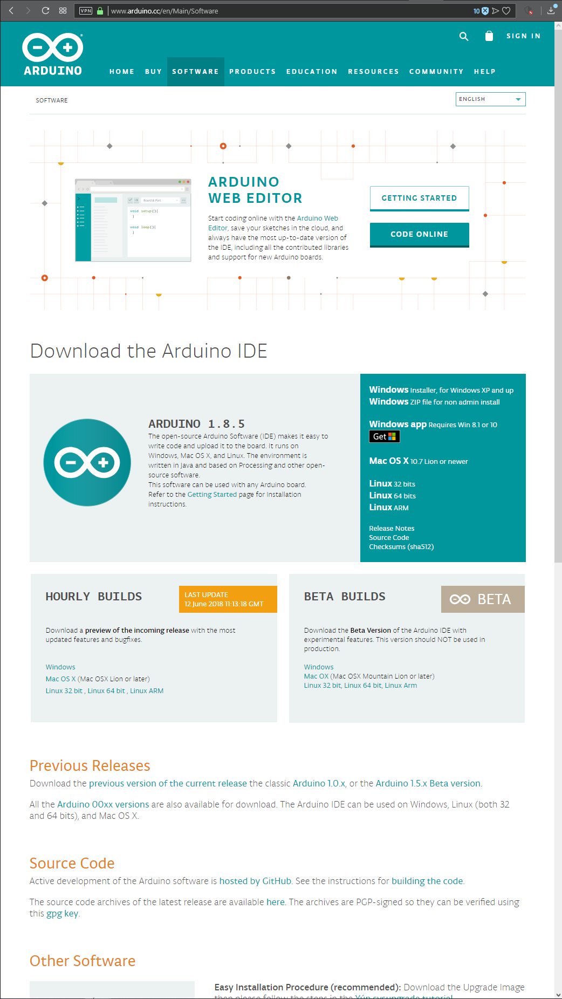 VPN
www.arduino.cc/en/Main/Software
10
ARDUINO
SIGN IN
HOME BUY SOFTWARE PRODUCTS EDUCATION RESOURCES COMMUNITY HELP
SOFTWARE
ENGLISH
Board & Port
void setup(){
}
void loop(){
}
ARDUINO
WEB EDITOR
Start coding online with the Arduino Web
Editor, save your sketches in the cloud, and
always have the most up-to-date version of
the IDE, including all the contributed libraries
and support for new Arduino boards.
GETTING STARTED
CODE ONLINE
Download the Arduino IDE
ARDUINO 1.8.5
The open-source Arduino Software (IDE) makes it easy to
write code and upload it to the board. It runs on
Windows, Mac OS X, and Linux. The environment is
written in Java and based on Processing and other open-
source software.
This software can be used with any Arduino board.
Refer to the Getting Started page for Installation
instructions.
Windows Installer, for Windows XP and up
Windows ZIP file for non admin install
Windows app Requires Win 8.1 or 10
Get
Mac OS X 10.7 Lion or newer
Linux 32 bits
Linux 64 bits
Linux ARM
Release Notes
Source Code
Checksums (sha512)
HOURLY BUILDS
LAST UPDATE
12 June 2018 11:13:18 GMT
Download a preview of the incoming release with the most
updated features and bugfixes.
Windows
Mac OS X (Mac OSX Lion or later)
Linux 32 bit , Linux 64 bit , Linux ARM
BETA BUILDS
BETA
Download the Beta Version of the Arduino IDE with
experimental features. This version should NOT be used in
production.
Windows
Mac OX (Mac OSX Mountain Lion or later)
Linux 32 bit, Linux 64 bit, Linux Arm
Previous Releases
Download the previous version of the current release the classic Arduino 1.0.x, or the Arduino 1.5.x Beta version.
All the Arduino 00xx versions are also available for download. The Arduino IDE can be used on Windows, Linux (both 32
and 64 bits), and Mac OS X.
Source Code
Active development of the Arduino software is hosted by GitHub. See the instructions for building the code.
The source code archives of the latest release are available here. The archives are PGP-signed so they can be verified using
this gpg key.
Other Software
Easy Installation Procedure (recommended): Download the Upgrade Image
then please follow the steps in the Yún sysupgrade tutorial